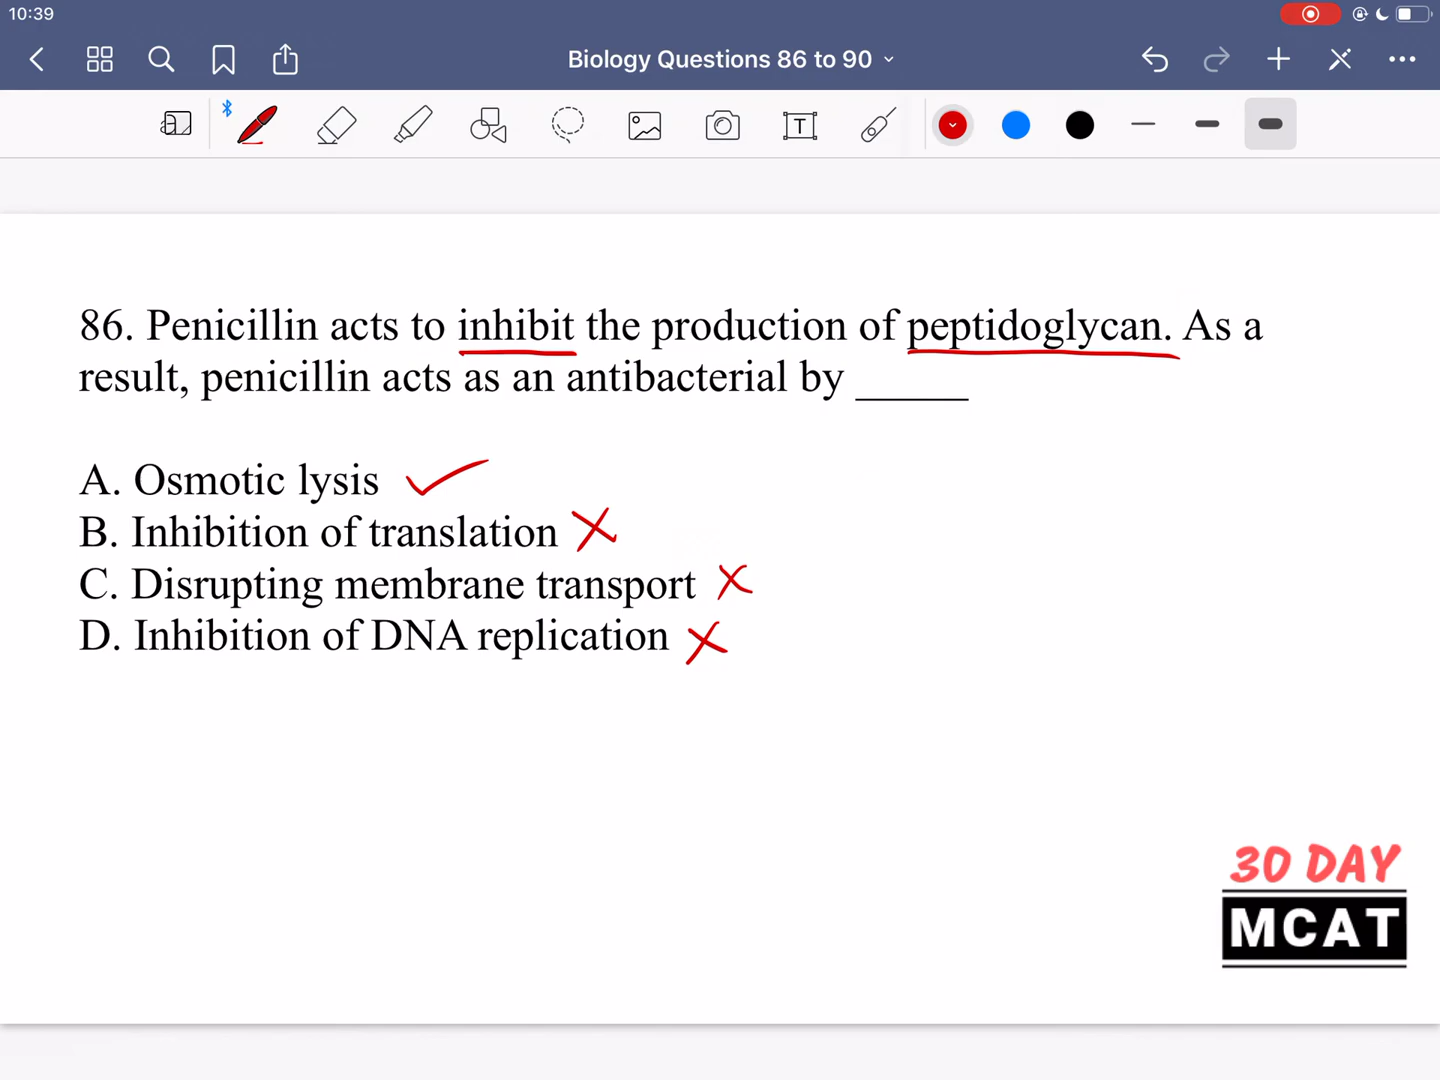 10:39
Biology Questions 86 to 90
86. Penicillin acts to inhibit the production of peptidoglycan. As a
result, penicillin acts as an antibacterial by ______
A. Osmotic lysis
B. Inhibition of translation
C. Disrupting membrane transport
D. Inhibition of DNA replication
30 DAY
MCAT